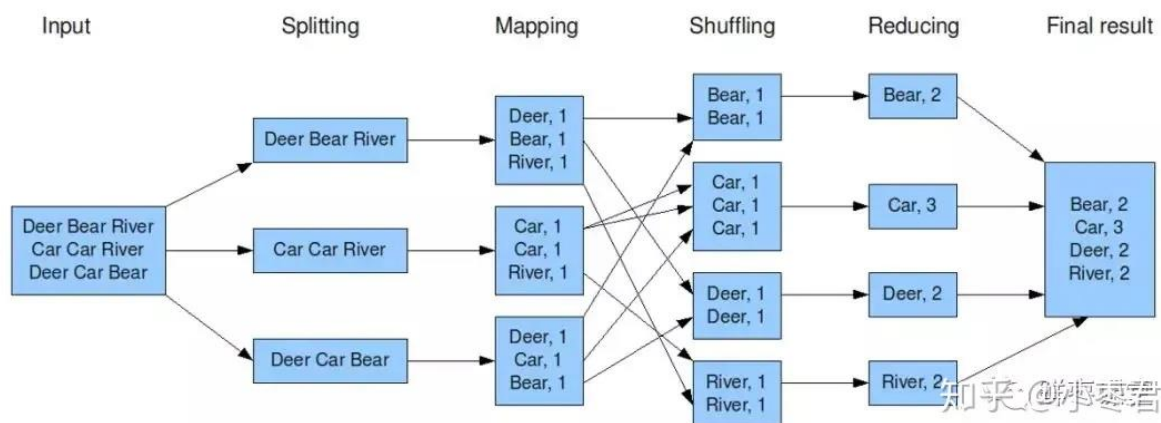 Input
Splitting
Mapping
Shuffling
Reducing
Final result
Deer Bear River
Car Car River
Deer Car Bear
Deer Bear River
Car Car River
Deer Car Bear
Deer, 1
Bear, 1
River, 1
Car, 1
Car, 1
River, 1
Deer, 1
Car, 1
Bear, 1
Bear, 1
Bear, 1
Car, 1
Car, 1
Car, 1
Deer, 1
Deer, 1
River, 1
River, 1
Bear, 2
Car, 3
Deer, 2
River, 2
Bear, 2
Car, 3
Deer, 2
River, 2
知乎 @小枣君